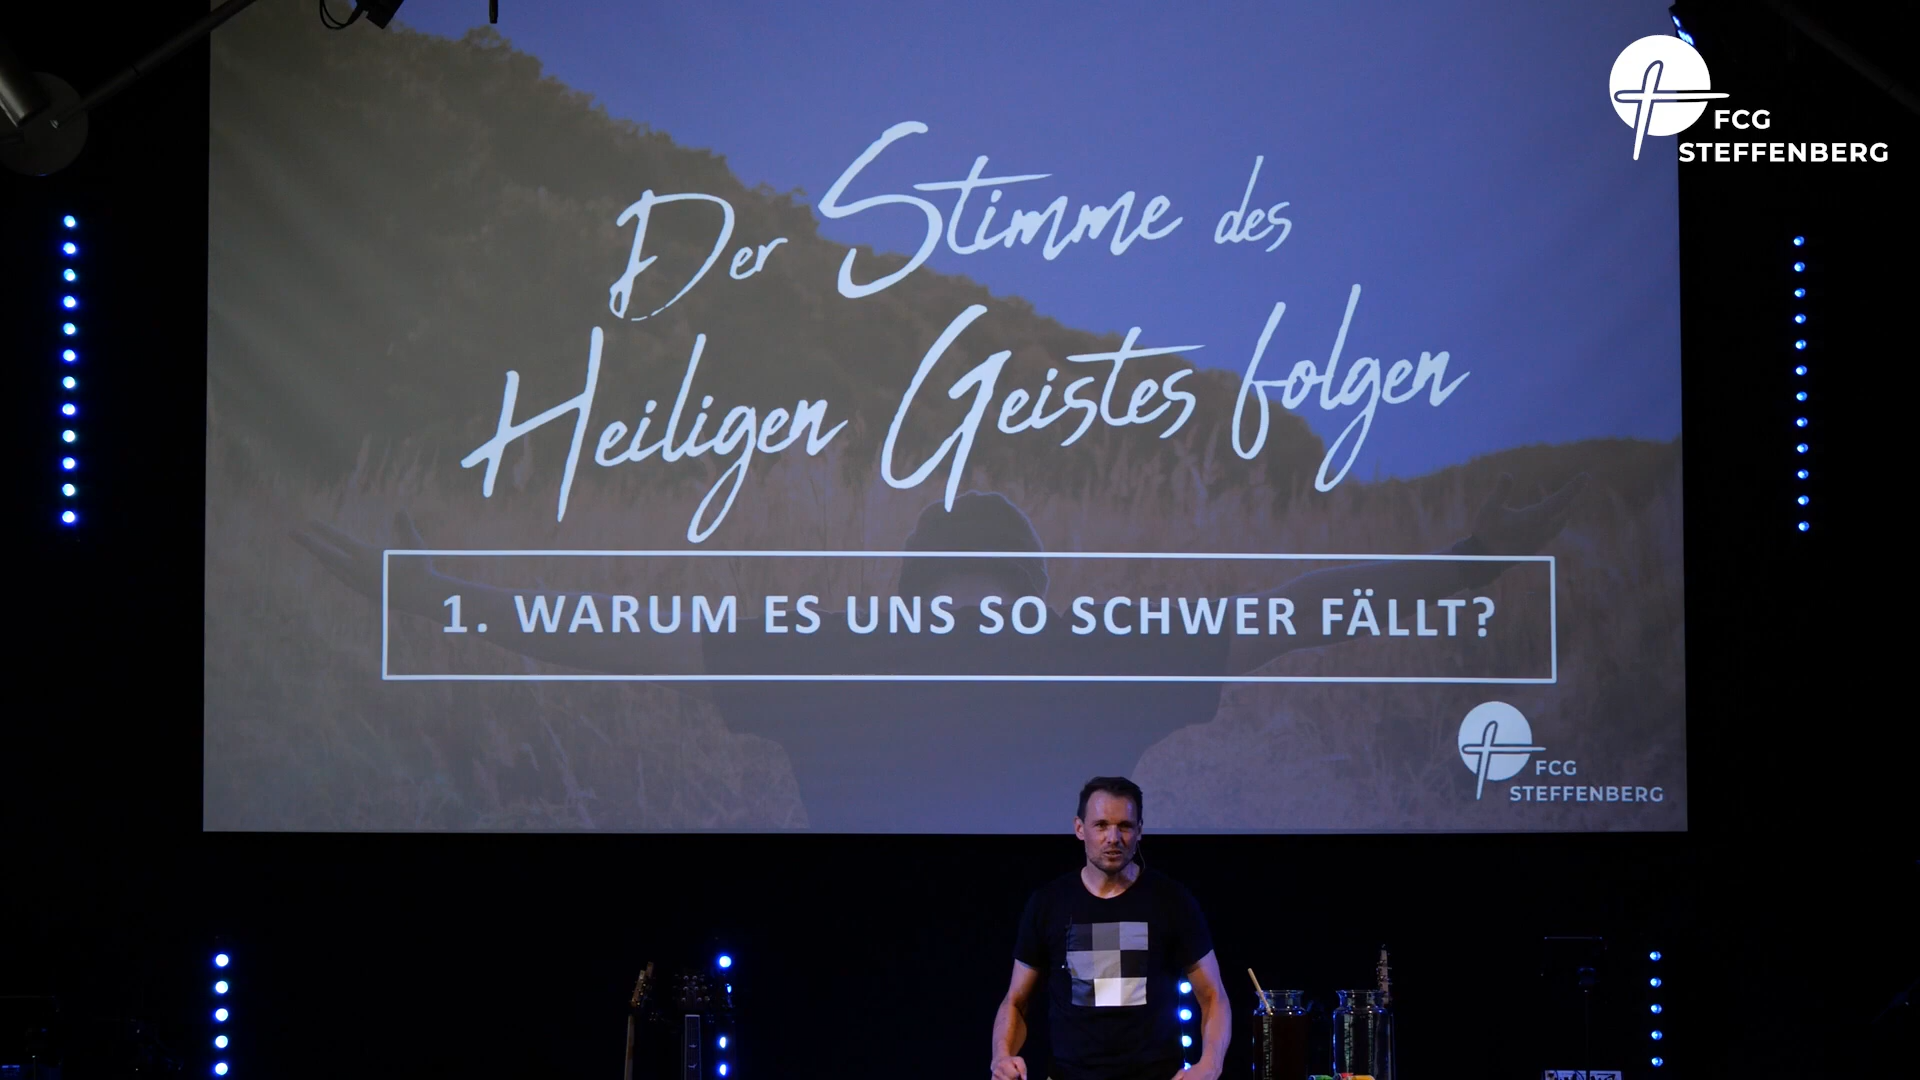 FCG
STEFFENBERG
Der Stimme des
Heiligen Geistes folgen
1. WARUM ES UNS SO SCHWER FÄLLT?
FCG
STEFFENBERG